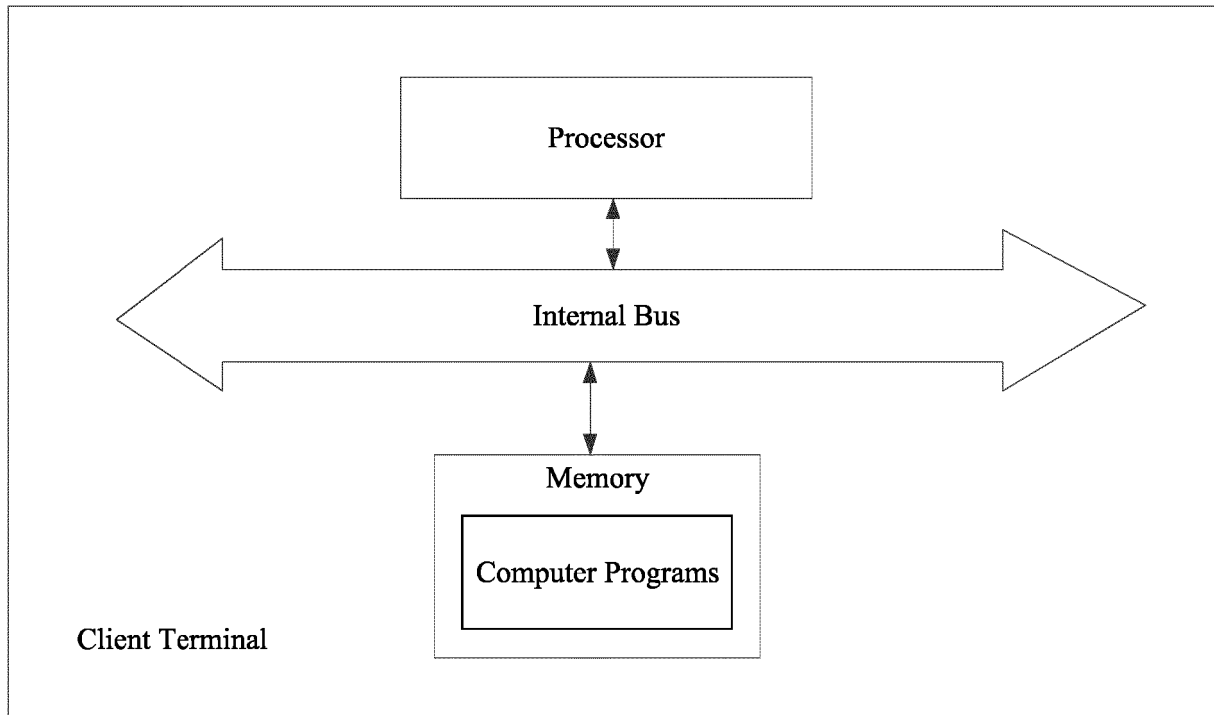 Processor
Internal Bus
Memory
Computer Programs
Client Terminal